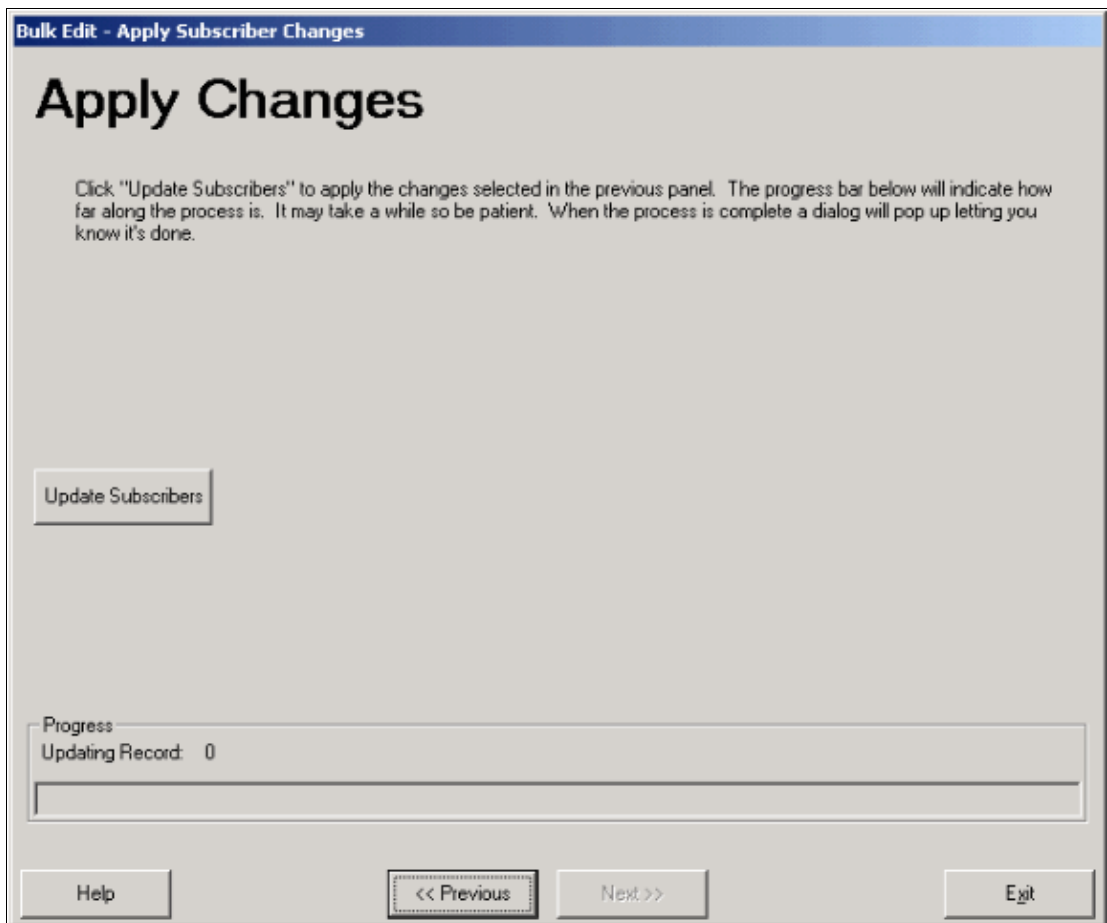 Bulk Edit - Apply Subscriber Changes
Apply Changes
Click "Update Subscribers" to apply the changes selected in the previous panel.  The progress bar below will indicate how
far along the process is.  It may take a while so be patient.  When the process is complete a dialog will pop up letting you
know it's done.
Update Subscribers
Progress
Updating Record:  0
Help
<< Previous
Next >>
Exit